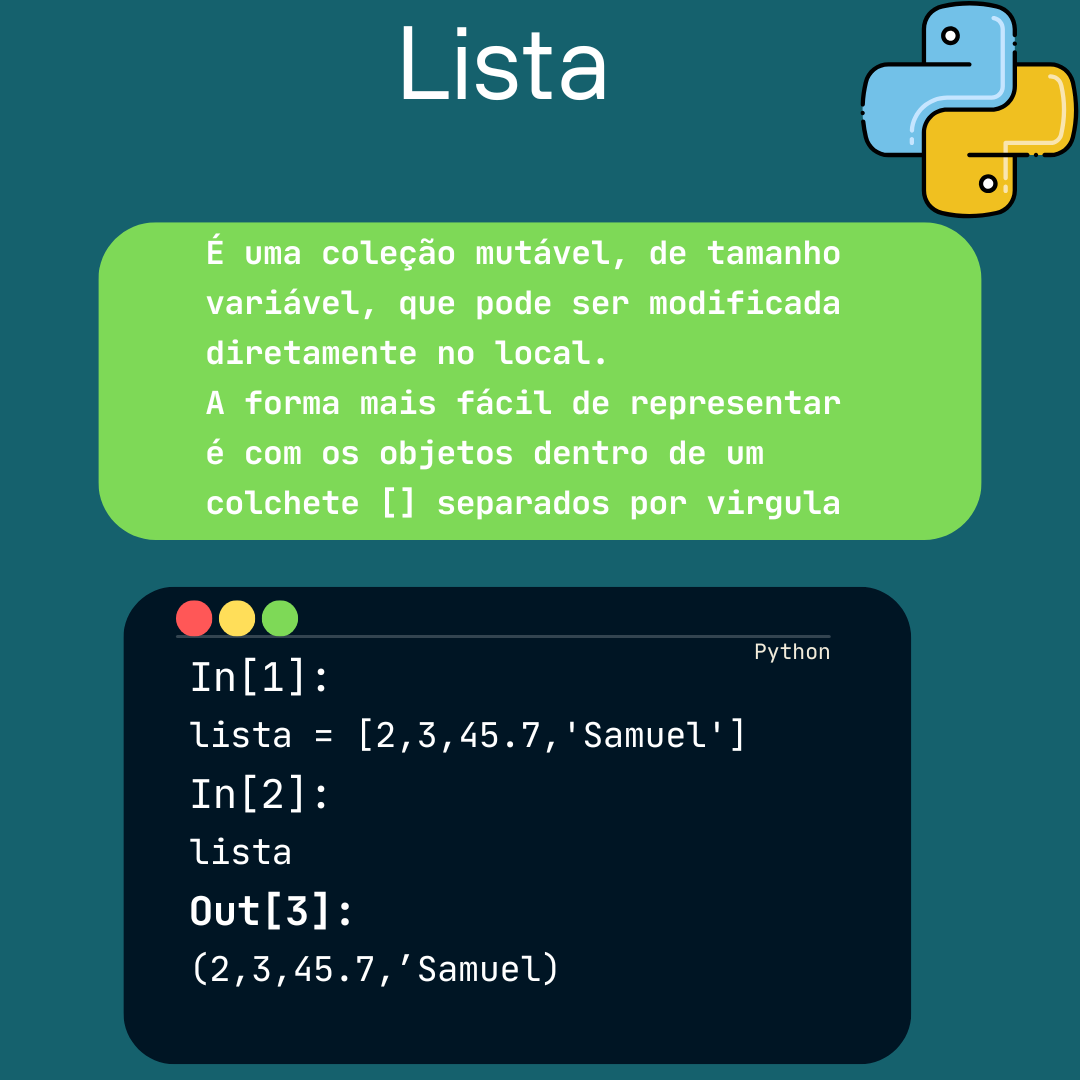 Lista
É uma coleção mutável, de tamanho
variável, que pode ser modificada
diretamente no local.
A forma mais fácil de representar
é com os objetos dentro de um
colchete [] separados por virgula
Python
In[1]:
lista = [2,3,45.7,'Samuel']
In[2]:
lista
Out[3]:
(2,3,45.7,’Samuel)